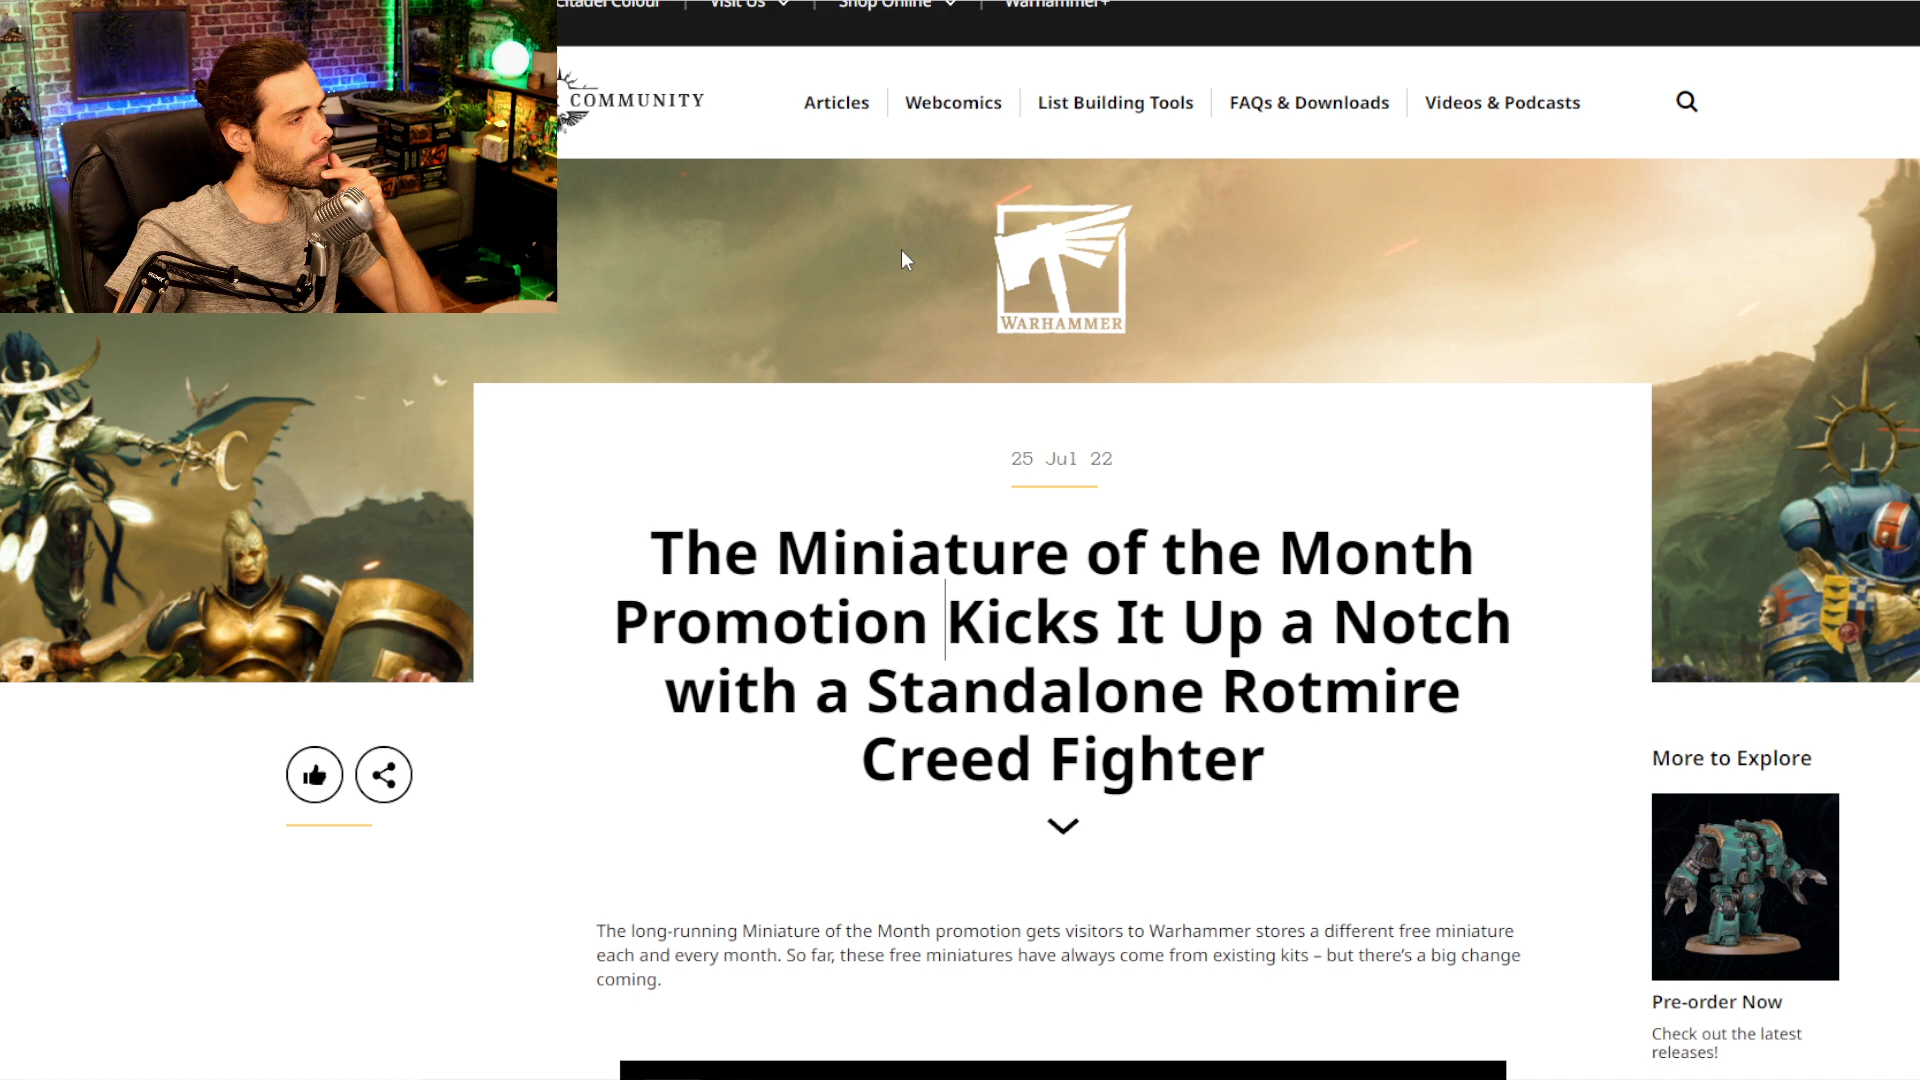 Citadel Colour
Visit Us
Shop Online
Warhammer+
COMMUNITY
Articles
Webcomics
List Building Tools
FAQs & Downloads
Videos & Podcasts
WARHAMMER
25 Jul 22
The Miniature of the Month
Promotion Kicks It Up a Notch
with a Standalone Rotmire
Creed Fighter
The long-running Miniature of the Month promotion gets visitors to Warhammer stores a different free miniature
each and every month. So far, these free miniatures have always come from existing kits – but there's a big change
coming.
More to Explore
Pre-order Now
Check out the latest
releases!